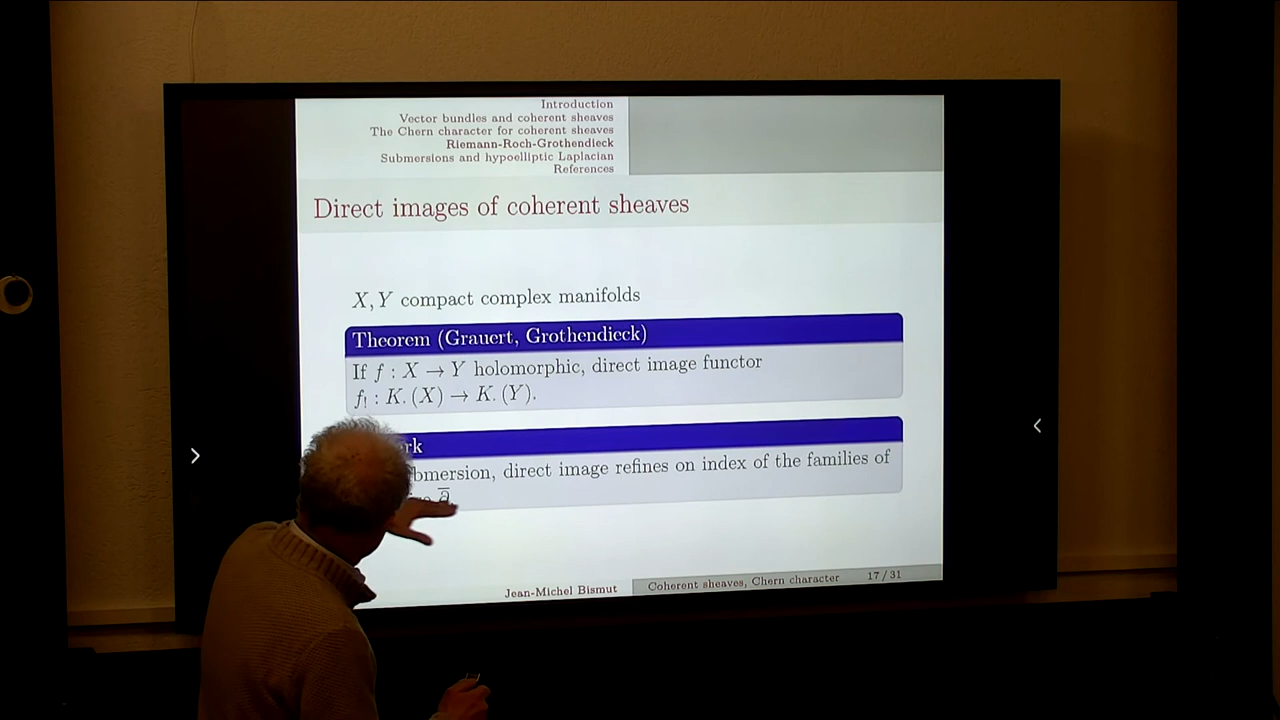 Introduction
Vector bundles and coherent sheaves
The Chern character for coherent sheaves
Riemann-Roch-Grothendieck
Submersions and hypoelliptic Laplacian
References
Direct images of coherent sheaves
X, Y compact complex manifolds
Theorem (Grauert, Grothendieck)
If f : X → Y holomorphic, direct image functor
f! : K. (X) → K. (Y).
rk
bmersion, direct image refines on index of the families of
∂̄.
Jean-Michel Bismut
Coherent sheaves, Chern character
17 / 31